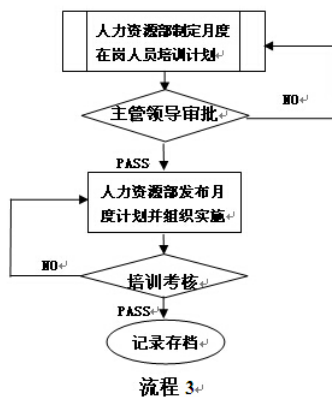 人力资源部制定月度
在岗人员培训计划
主管领导审批
NO
PASS
人力资源部发布月
度计划并组织实施
NO
培训考核
PASS
记录存档
流程 3